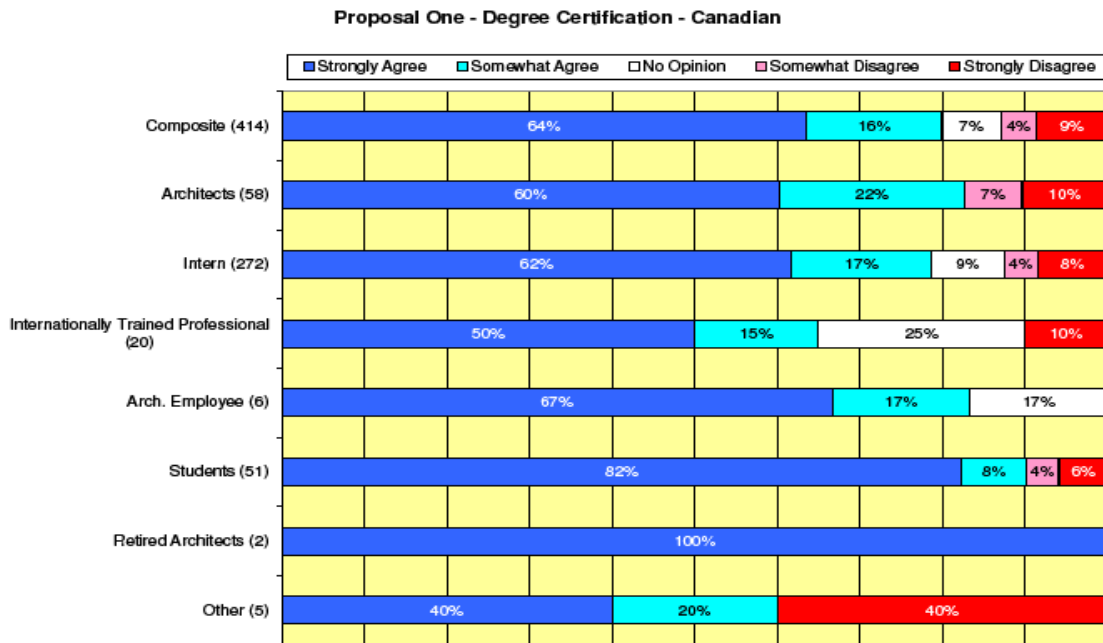 Proposal One - Degree Certification - Canadian
Strongly Agree Somewhat Agree No Opinion Somewhat Disagree Strongly Disagree
Composite (414) 64% 16% 7% 4% 9%
Architects (58) 60% 22% 7% 10%
Intern (272) 62% 17% 9% 4% 8%
Internationally Trained Professional
(20) 50% 15% 25% 10%
Arch. Employee (6) 67% 17% 17%
Students (51) 82% 8% 4% 6%
Retired Architects (2) 100%
Other (5) 40% 20% 40%